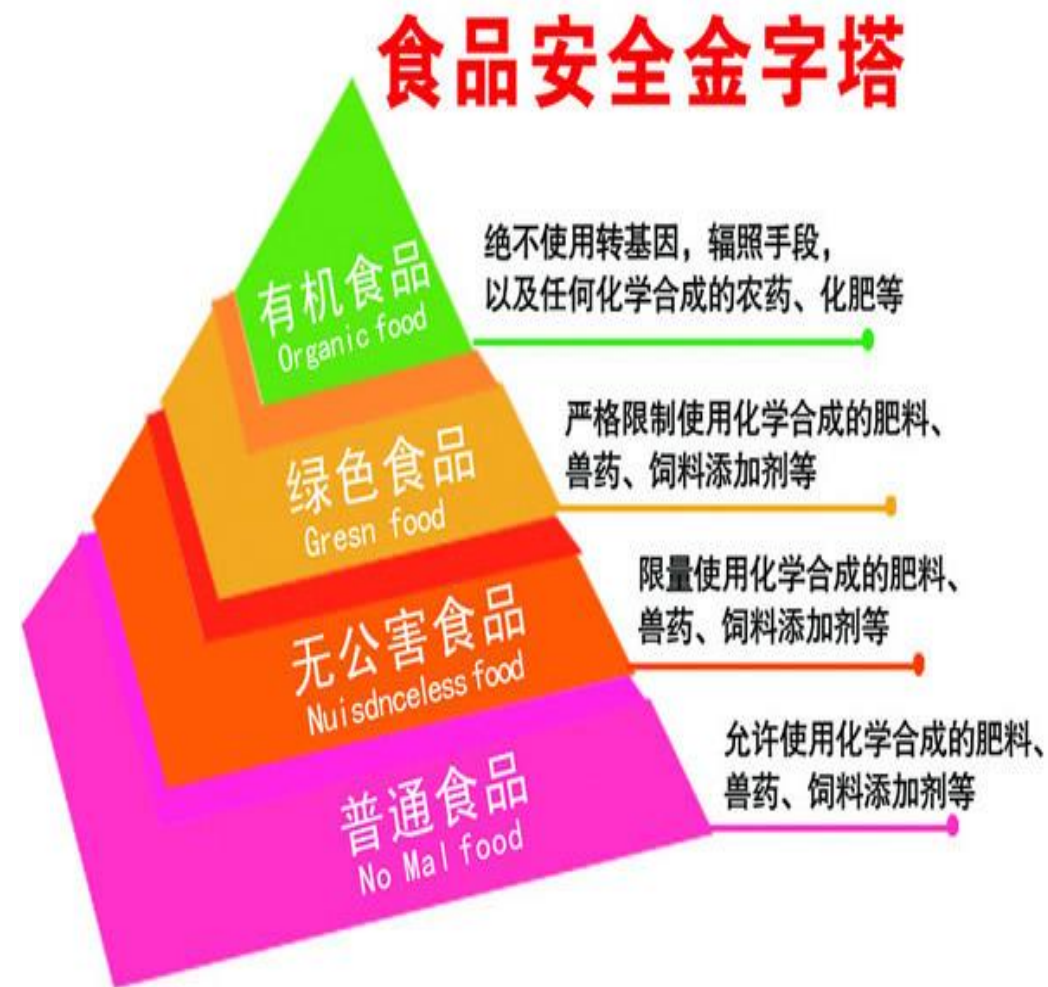 食品安全金字塔
有机食品
Organic food
绝不使用转基因，辐照手段，
以及任何化学合成的农药、化肥等
绿色食品
Gresn food
严格限制使用化学合成的肥料、
兽药、饲料添加剂等
无公害食品
Nuisdnceless food
限量使用化学合成的肥料、
兽药、饲料添加剂等
普通食品
No Mal food
允许使用化学合成的肥料、
兽药、饲料添加剂等